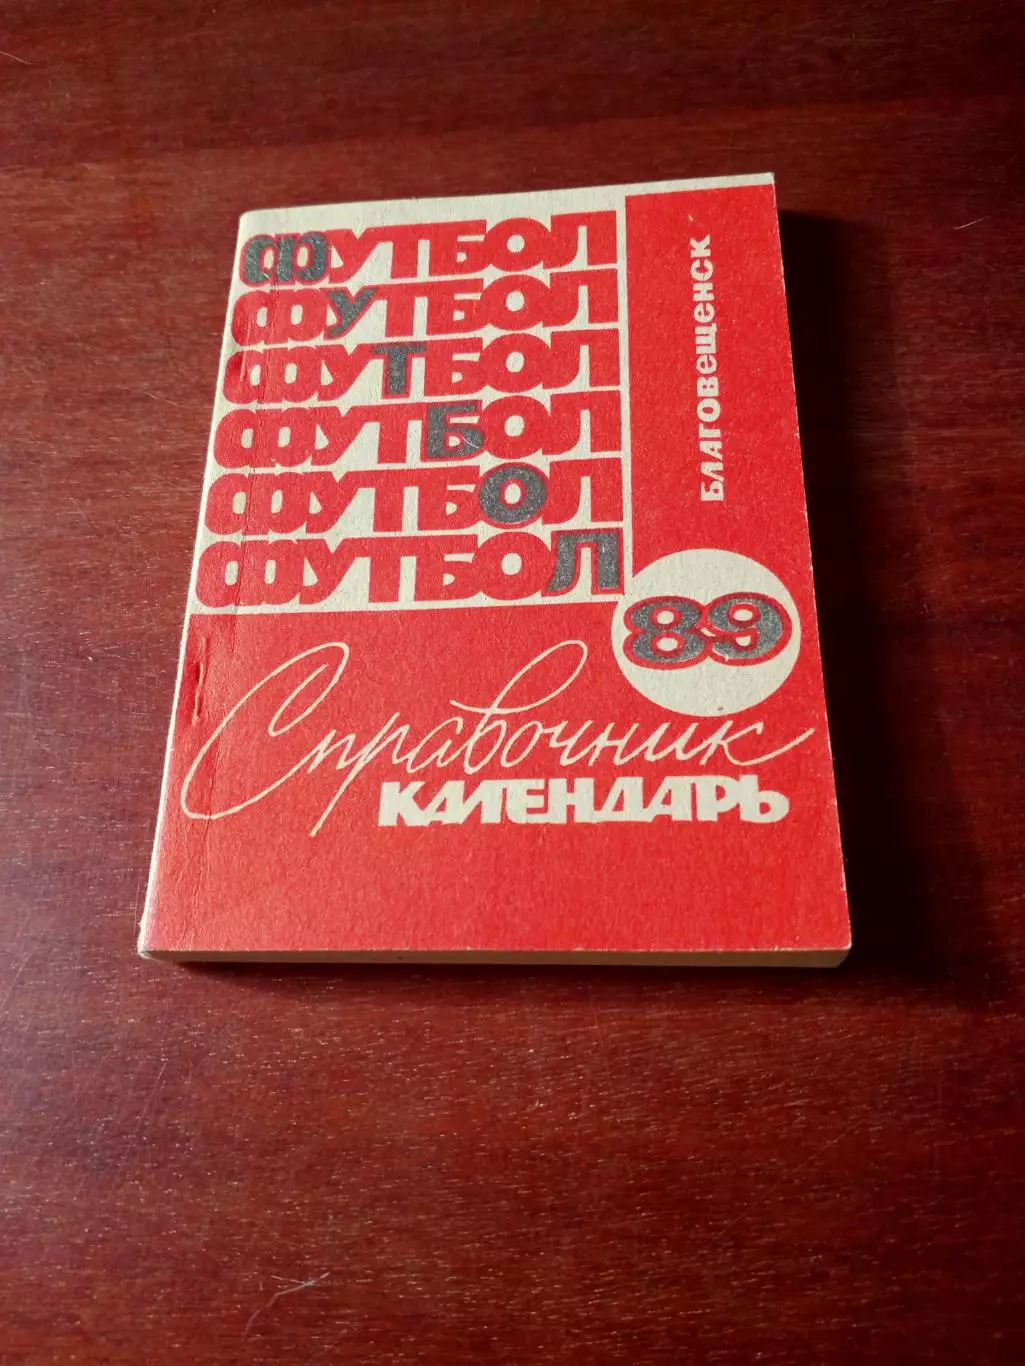 ФУТБОЛ
ФУТБОЛ
ФУТБОЛ
ФУТБОЛ
ФУТБОЛ
ФУТБОЛ
БЛАГОВЕЩЕНСК
89
Справочник
КАЛЕНДАРЬ